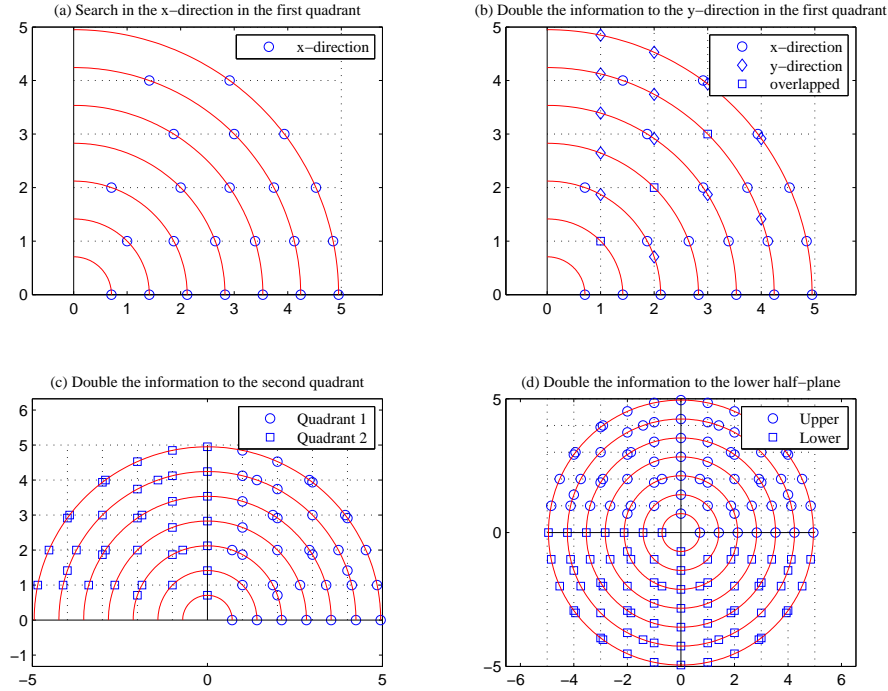 (a) Search in the x−direction in the first quadrant
5
4
3
2
1
0
0 1 2 3 4 5
x−direction
(b) Double the information to the y−direction in the first quadrant
5
4
3
2
1
0
0 1 2 3 4 5
x−direction
y−direction
overlapped
(c) Double the information to the second quadrant
6
5
4
3
2
1
0
−1
−5 0 5
Quadrant 1
Quadrant 2
(d) Double the information to the lower half−plane
5
0
−5
−6 −4 −2 0 2 4 6
Upper
Lower